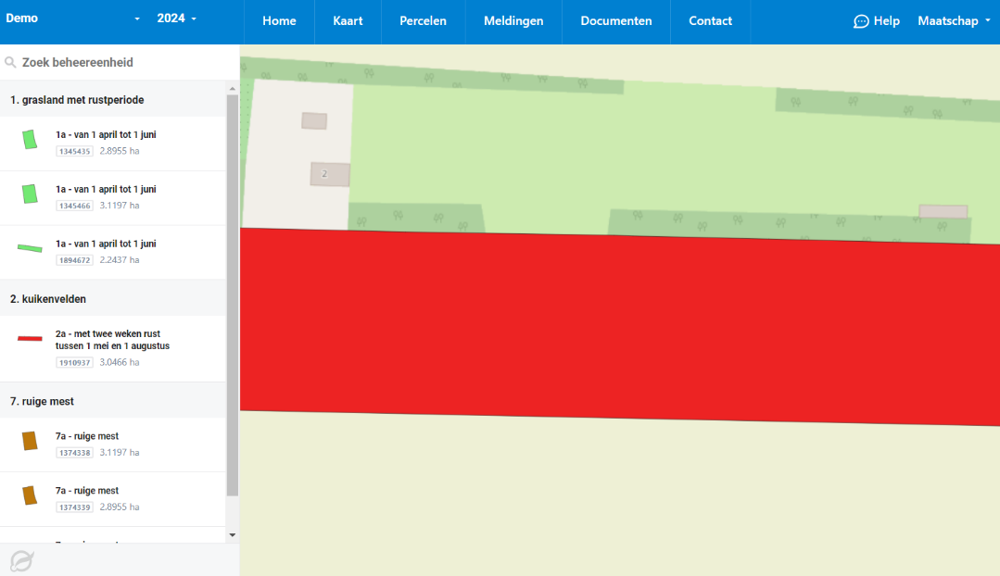 Demo 2024 Home Kaart Percelen Meldingen Documenten Contact Help Maatschap
Zoek beheereenheid
1. grasland met rustperiode
1a - van 1 april tot 1 juni
1345435 2.8955 ha
1a - van 1 april tot 1 juni
1345466 3.1197 ha
1a - van 1 april tot 1 juni
1894672 2.2437 ha
2. kuikenvelden
2a - met twee weken rust
tussen 1 mei en 1 augustus
1910937 3.0466 ha
7. ruige mest
7a - ruige mest
1374338 3.1197 ha
7a - ruige mest
1374339 2.8955 ha
2